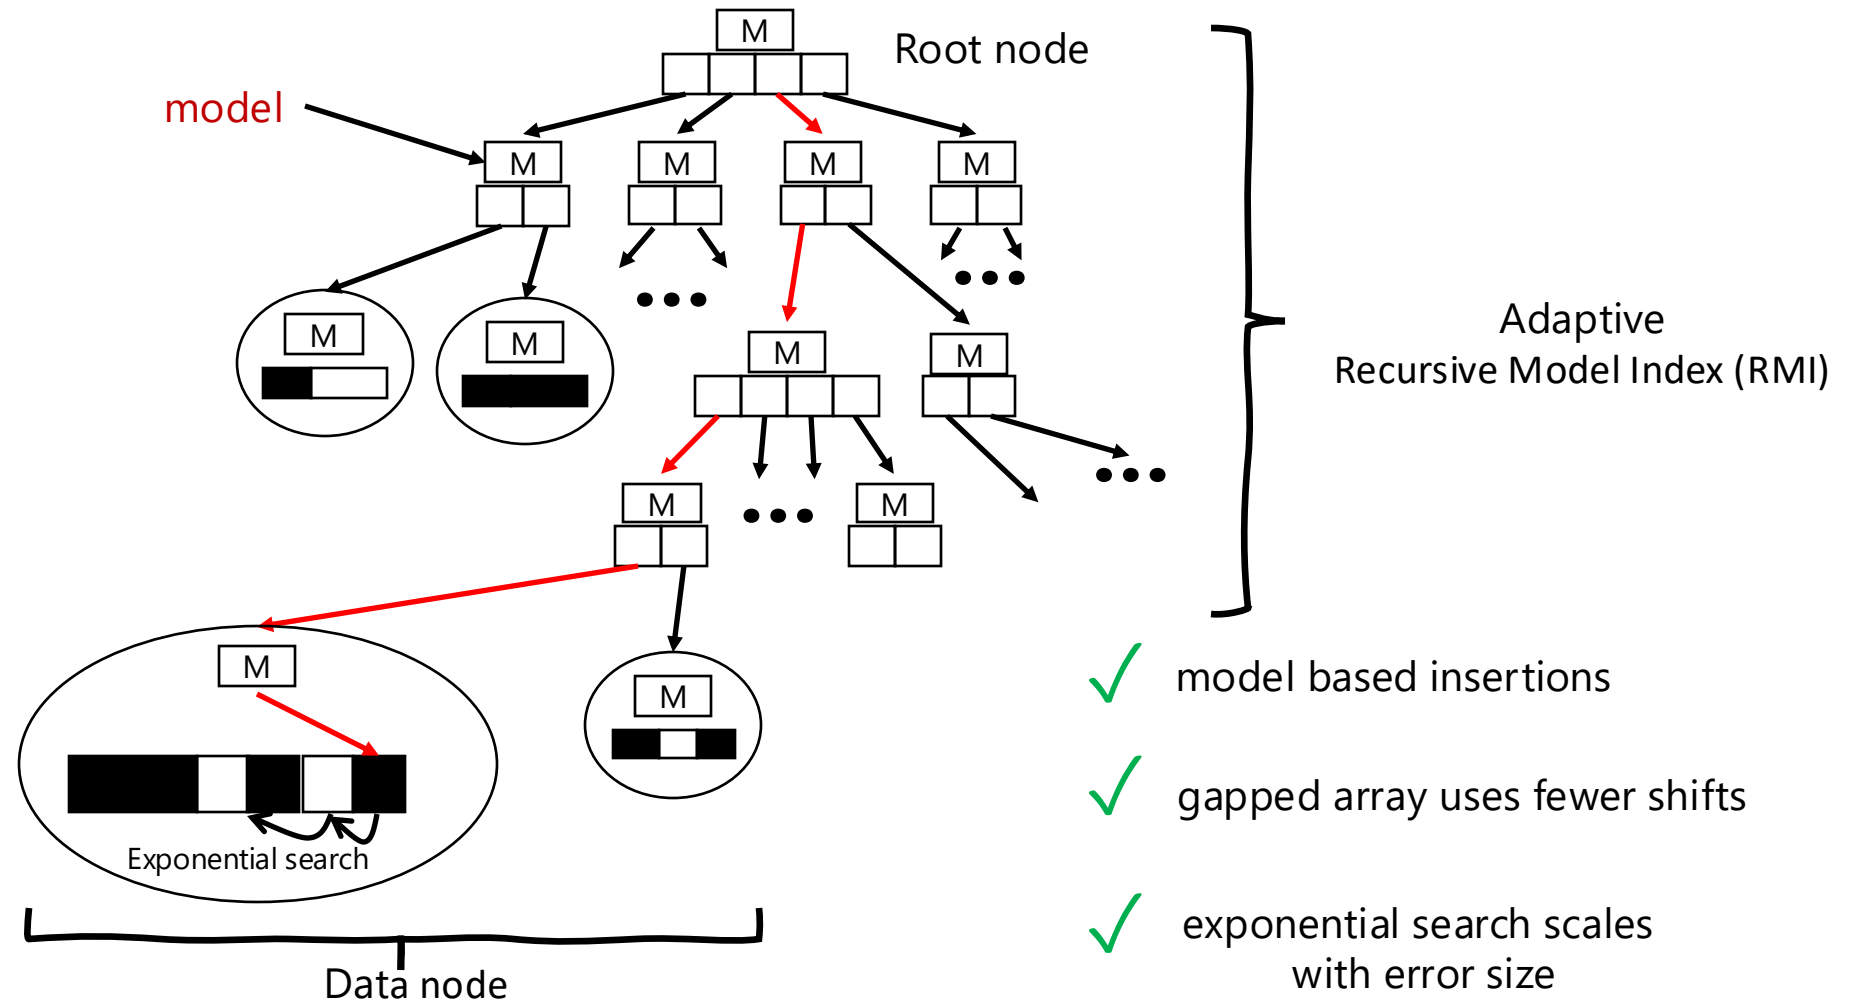 M
Root node
model
M
M
M
M
M
M
M
M
Adaptive
Recursive Model Index (RMI)
M
M
M
M
model based insertions
gapped array uses fewer shifts
Exponential search
exponential search scales
with error size
Data node